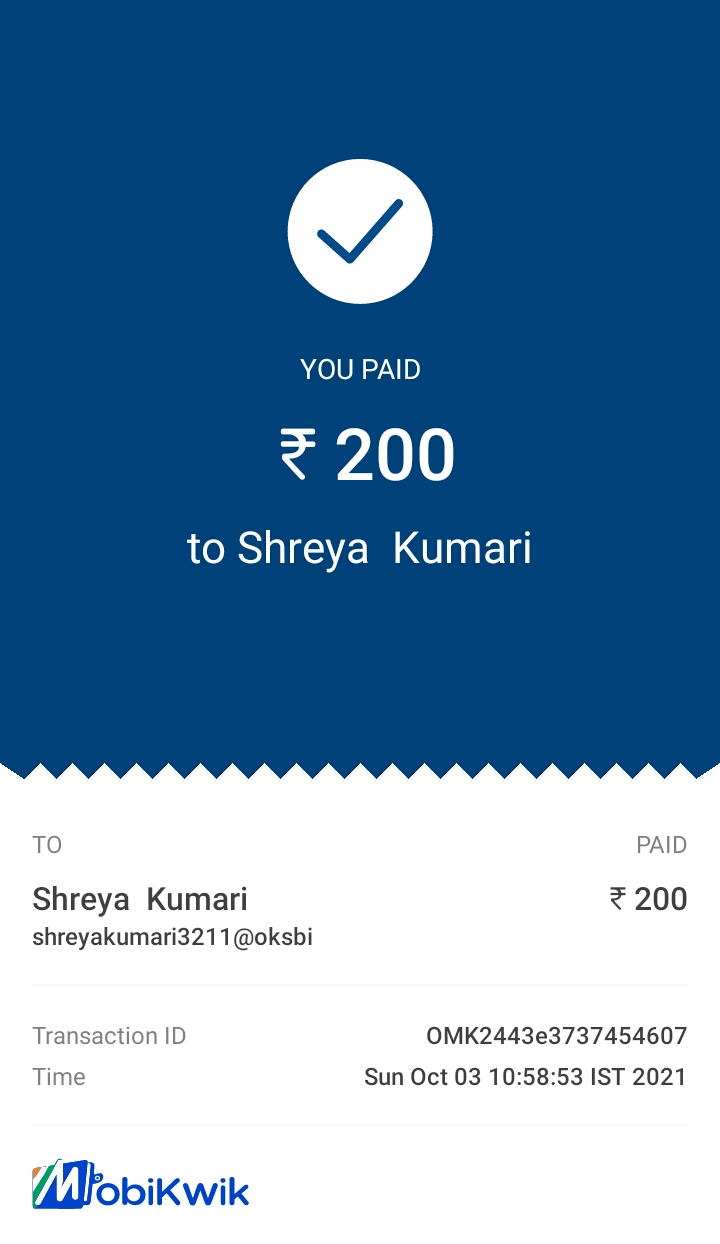 YOU PAID
₹ 200
to Shreya  Kumari
TO PAID
Shreya  Kumari ₹ 200
shreyakumari3211@oksbi
Transaction ID OMK2443e3737454607
Time Sun Oct 03 10:58:53 IST 2021
MobiKwik